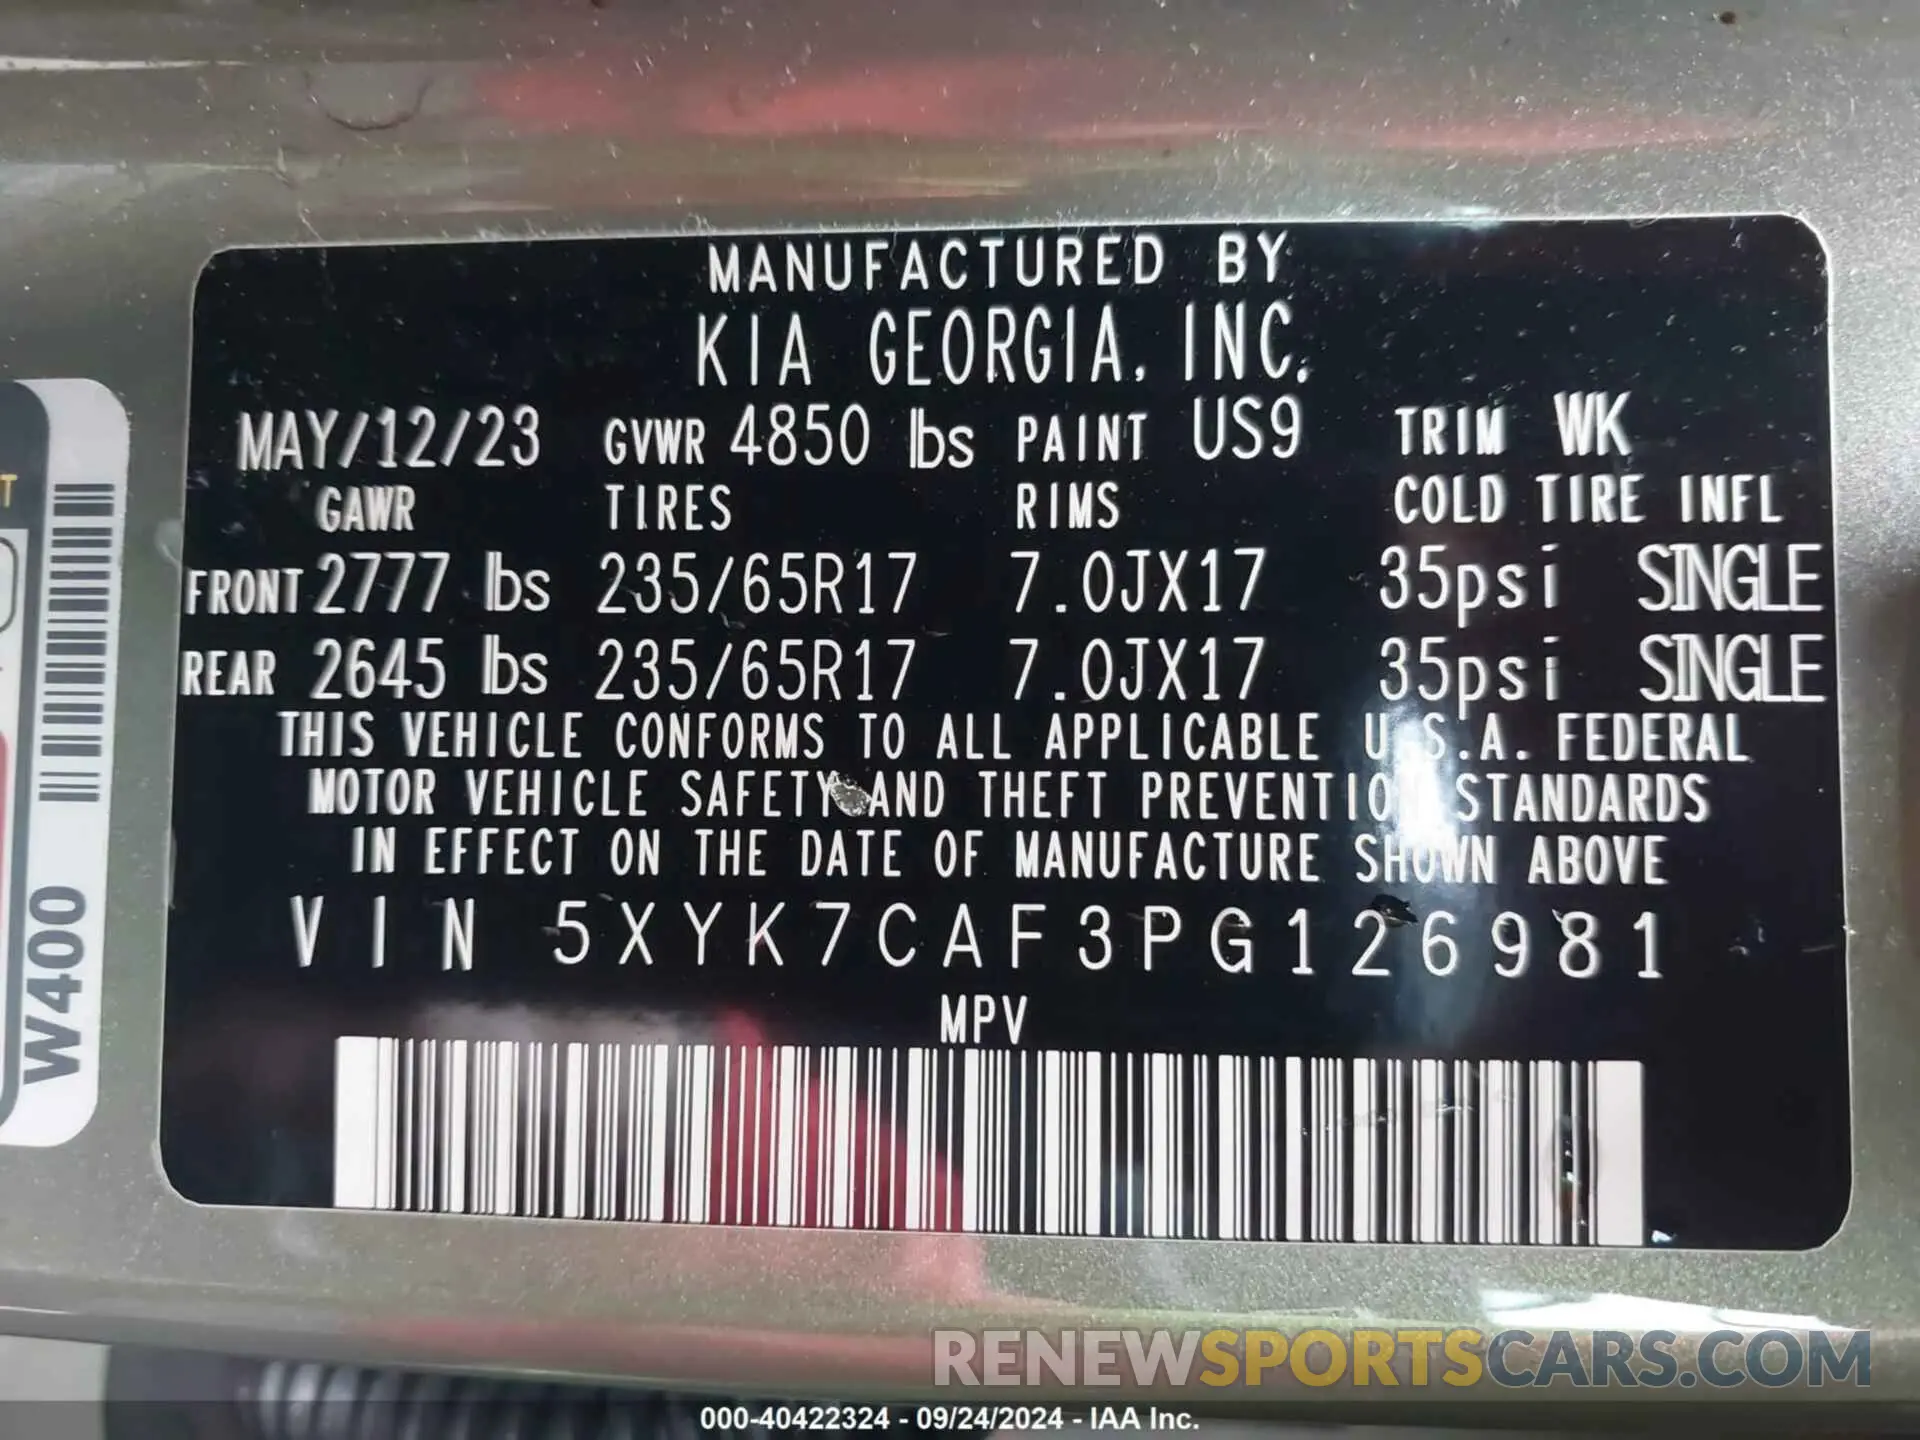 MANUFACTURED BY
KIA GEORGIA, INC.
MAY/12/23 GVWR 4850 lbs PAINT US9 TRIM WK
GAWR TIRES RIMS COLD TIRE INFL
FRONT 2777 lbs 235/65R17 7.0JX17 35psi SINGLE
REAR 2645 lbs 235/65R17 7.0JX17 35psi SINGLE
THIS VEHICLE CONFORMS TO ALL APPLICABLE U.S.A. FEDERAL
MOTOR VEHICLE SAFETY AND THEFT PREVENTION STANDARDS
IN EFFECT ON THE DATE OF MANUFACTURE SHOWN ABOVE
VIN 5XYK7CAF3PG126981
MPV
W400
T
RENEWSPORTSCARS.COM
000-40422324 - 09/24/2024 - IAA Inc.